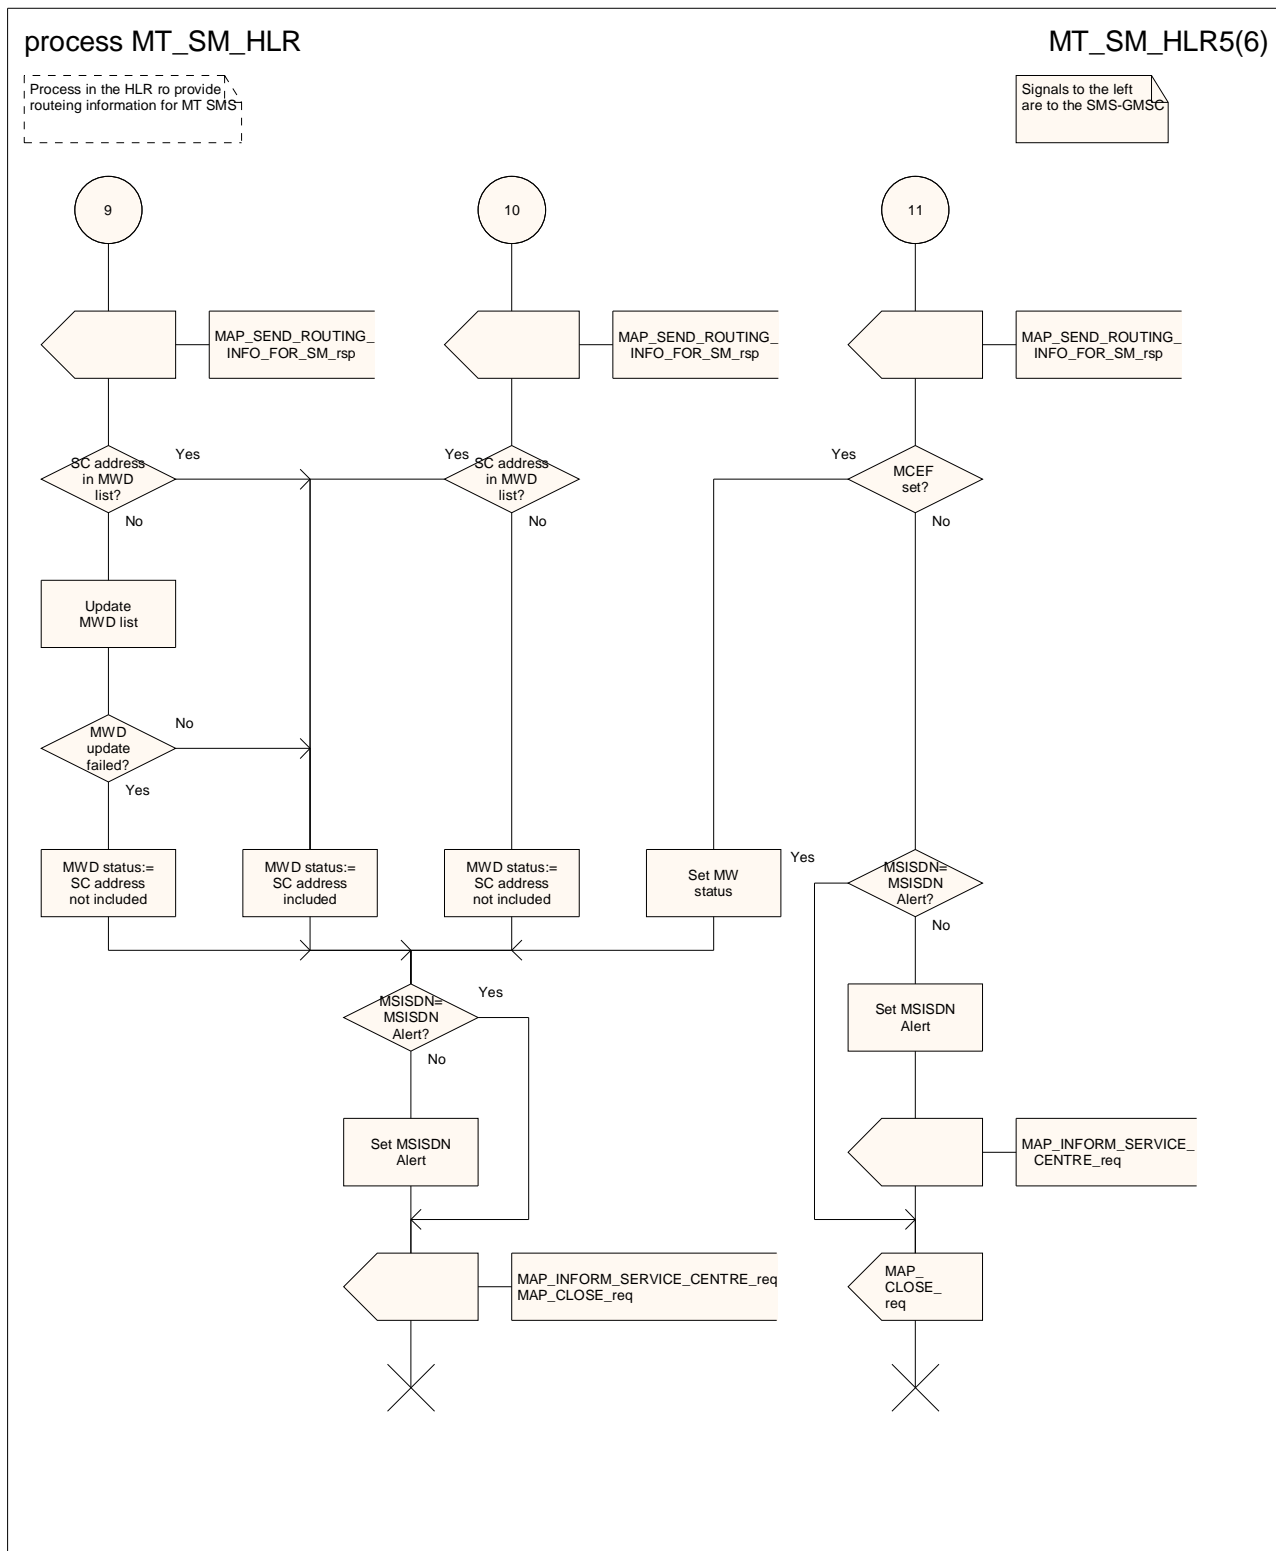 process MT_SM_HLR
MT_SM_HLR5(6)
Process in the HLR ro provide
routeing information for MT SMS
Signals to the left
are to the SMS-GMSC
9
10
11
MAP_SEND_ROUTING_
INFO_FOR_SM_rsp
MAP_SEND_ROUTING_
INFO_FOR_SM_rsp
MAP_SEND_ROUTING_
INFO_FOR_SM_rsp
SC address
in MWD
list?
Yes
No
Yes
SC address
in MWD
list?
No
Yes
MCEF
set?
No
Update
MWD list
MWD
update
failed?
No
Yes
MWD status:=
SC address
not included
MWD status:=
SC address
included
MWD status:=
SC address
not included
Set MW
status
Yes
MSISDN=
MSISDN
Alert?
No
MSISDN=
MSISDN
Alert?
Yes
No
Set MSISDN
Alert
Set MSISDN
Alert
MAP_INFORM_SERVICE_
CENTRE_req
MAP_INFORM_SERVICE_CENTRE_req
MAP_CLOSE_req
MAP_
CLOSE_
req